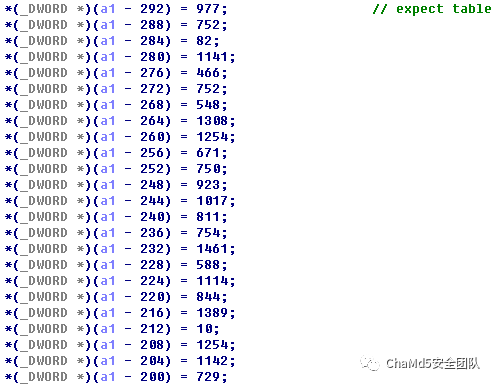 *(_DWORD *)(a1 - 292) = 977; // expect table
*(_DWORD *)(a1 - 288) = 752;
*(_DWORD *)(a1 - 284) = 82;
*(_DWORD *)(a1 - 280) = 1141;
*(_DWORD *)(a1 - 276) = 466;
*(_DWORD *)(a1 - 272) = 752;
*(_DWORD *)(a1 - 268) = 548;
*(_DWORD *)(a1 - 264) = 1308;
*(_DWORD *)(a1 - 260) = 1254;
*(_DWORD *)(a1 - 256) = 671;
*(_DWORD *)(a1 - 252) = 750;
*(_DWORD *)(a1 - 248) = 923;
*(_DWORD *)(a1 - 244) = 1017;
*(_DWORD *)(a1 - 240) = 811;
*(_DWORD *)(a1 - 236) = 754;
*(_DWORD *)(a1 - 232) = 1461;
*(_DWORD *)(a1 - 228) = 588;
*(_DWORD *)(a1 - 224) = 1114;
*(_DWORD *)(a1 - 220) = 844;
*(_DWORD *)(a1 - 216) = 1389;
*(_DWORD *)(a1 - 212) = 10;
*(_DWORD *)(a1 - 208) = 1254;
*(_DWORD *)(a1 - 204) = 1142;
*(_DWORD *)(a1 - 200) = 729;
ChaMd5安全团队